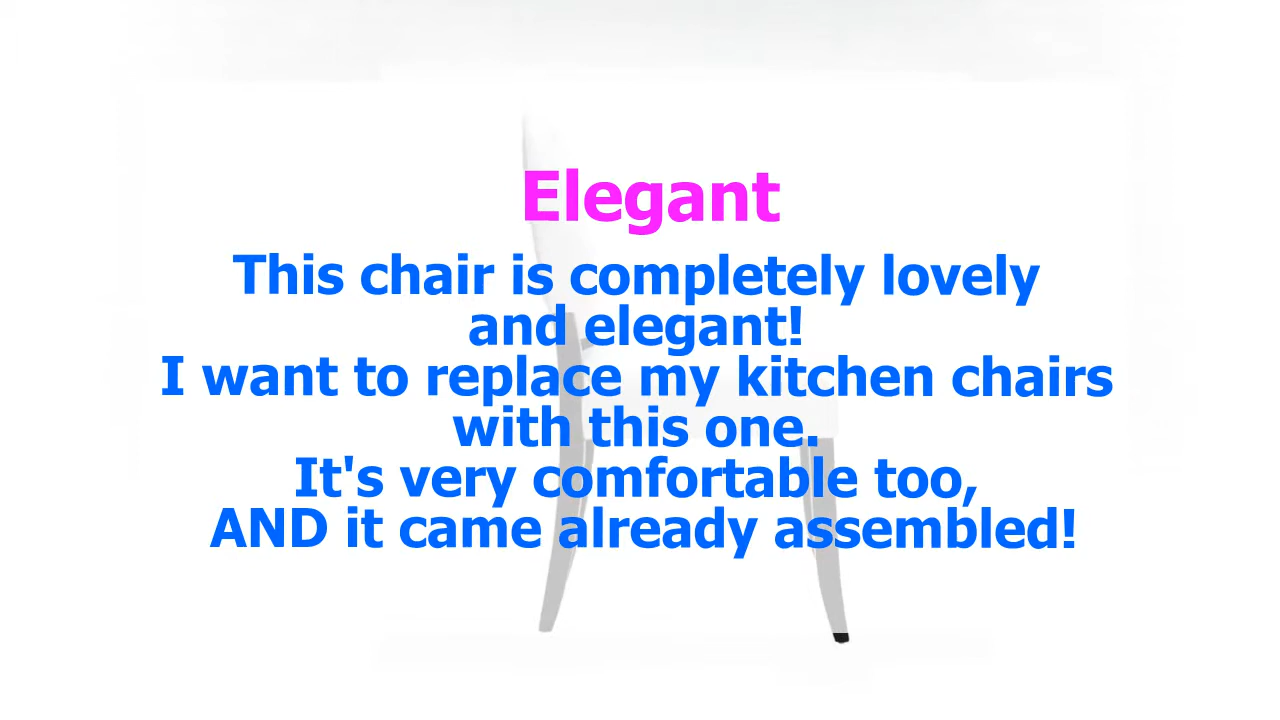 Elegant
This chair is completely lovely
and elegant!
I want to replace my kitchen chairs
with this one.
It's very comfortable too,
AND it came already assembled!